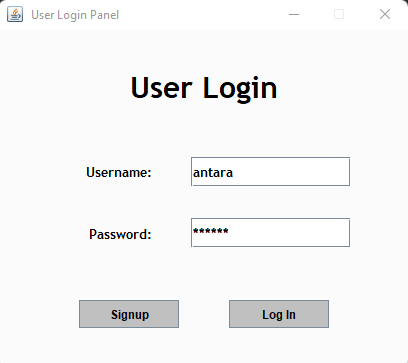 User Login Panel
User Login
Username: antara
Password: ******
Signup Log In